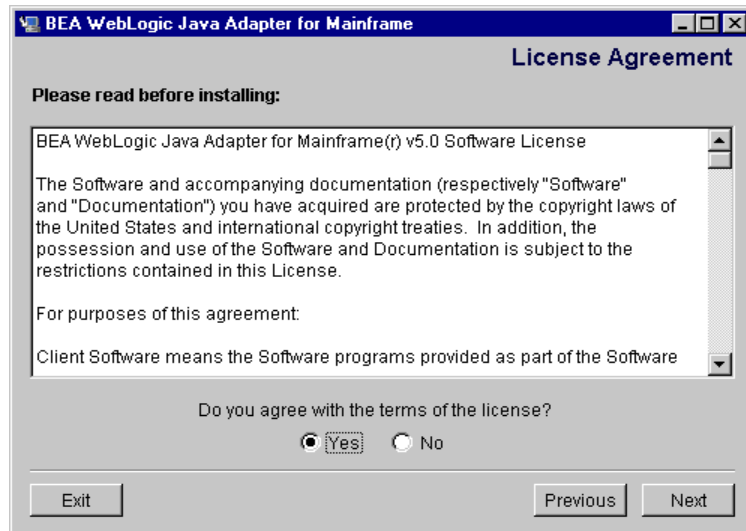 BEA WebLogic Java Adapter for Mainframe
License Agreement
Please read before installing:
BEA WebLogic Java Adapter for Mainframe(r) v5.0 Software License
The Software and accompanying documentation (respectively "Software"
and "Documentation") you have acquired are protected by the copyright laws of
the United States and international copyright treaties.  In addition, the
possession and use of the Software and Documentation is subject to the
restrictions contained in this License.
For purposes of this agreement:
Client Software means the Software programs provided as part of the Software
Do you agree with the terms of the license?
Yes No
Exit Previous Next